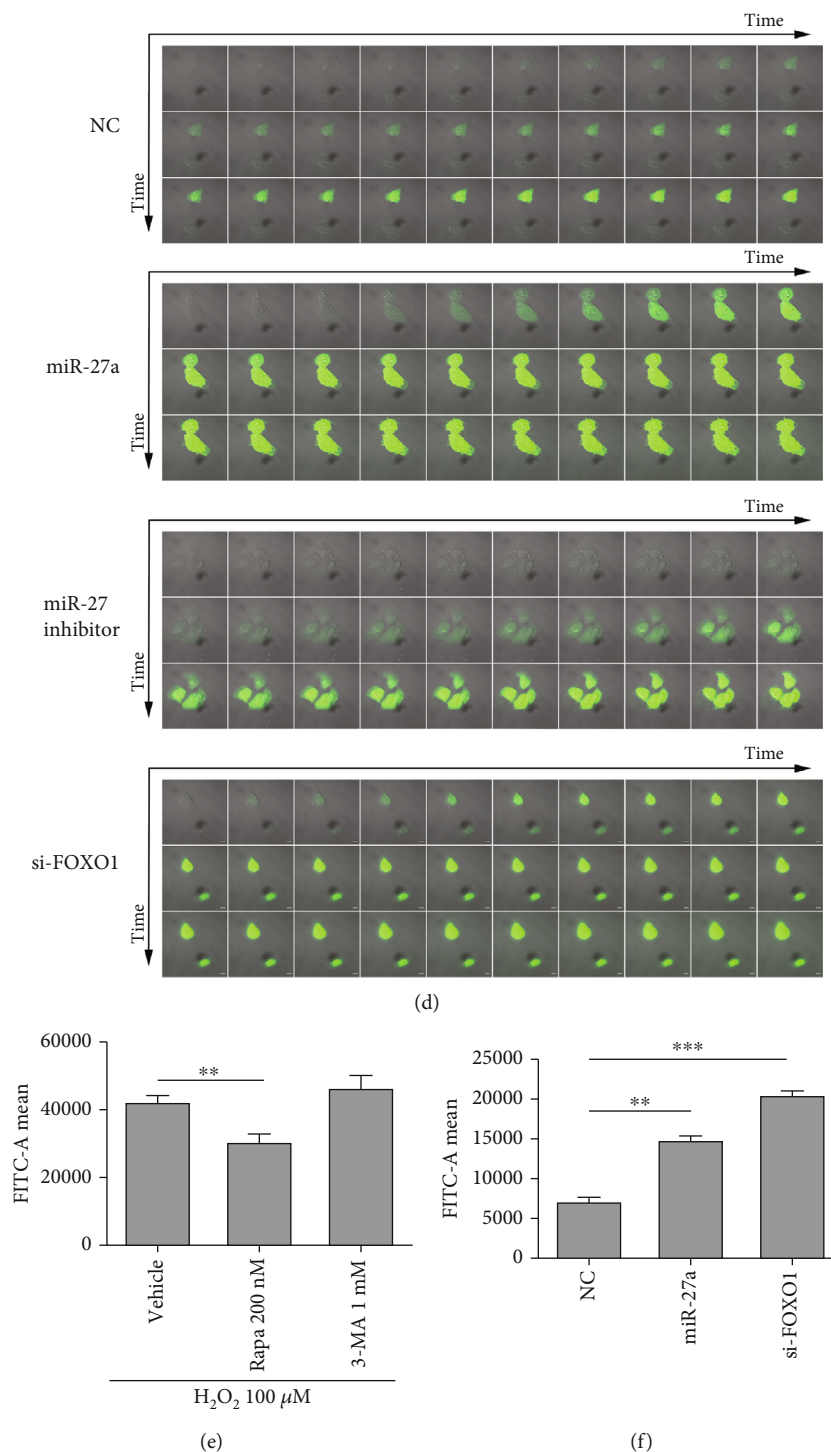 Time
NC
Time
Time
miR-27a
Time
Time
miR-27
inhibitor
Time
Time
si-FOXO1
Time
(d)
60000
40000
20000
0
FITC-A mean
**
Vehicle
Rapa 200 nM
3-MA 1 mM
H₂O₂ 100 μM
(e)
25000
20000
15000
10000
5000
0
FITC-A mean
***
**
NC
miR-27a
si-FOXO1
(f)